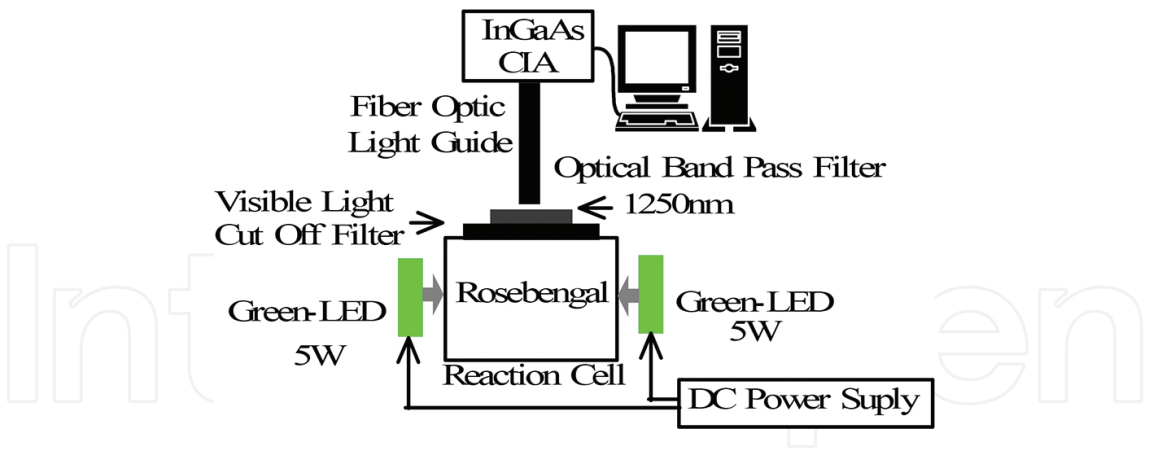 InGaAs
CIA
Fiber Optic
Light Guide
Optical Band Pass Filter
1250nm
Visible Light
Cut Off Filter
Rosebengal
Green-LED
5W
Green-LED
5W
Reaction Cell
DC Power Suply